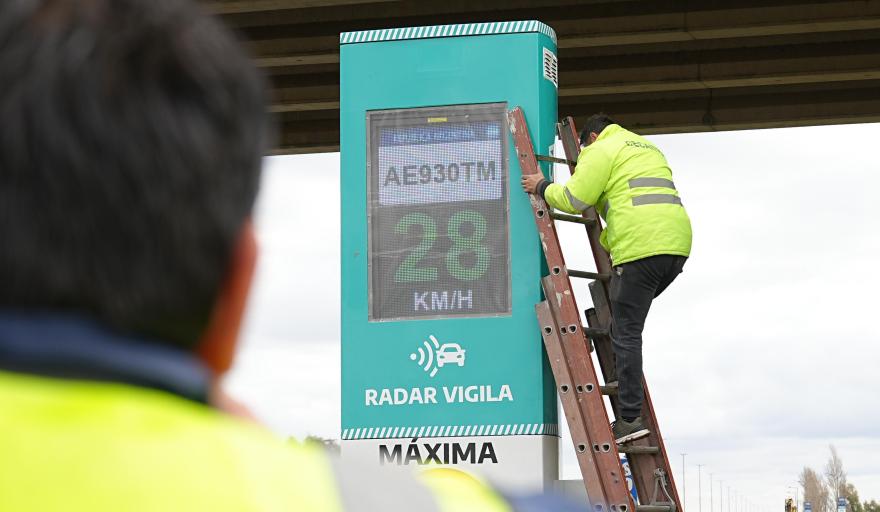 AE930TM
28
KM/H
RADAR VIGILA
MÁXIMA